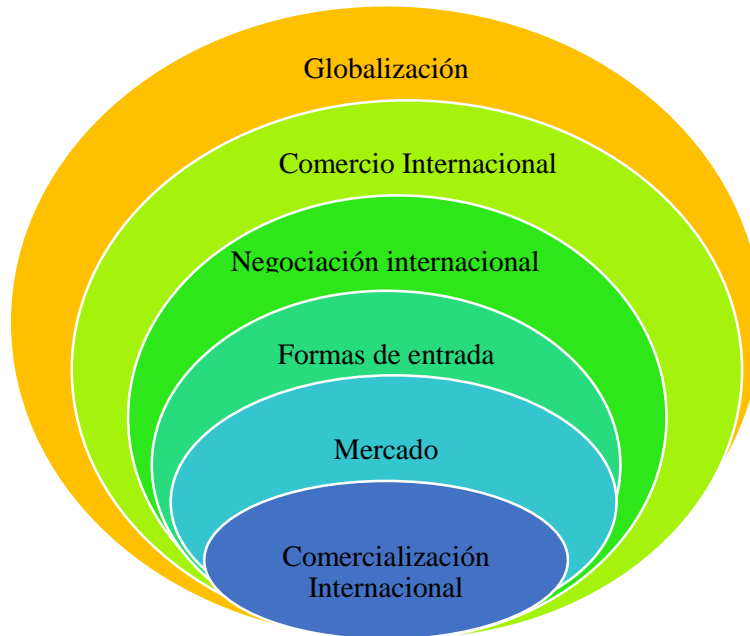 Globalización
Comercio Internacional
Negociación internacional
Formas de entrada
Mercado
Comercialización
Internacional